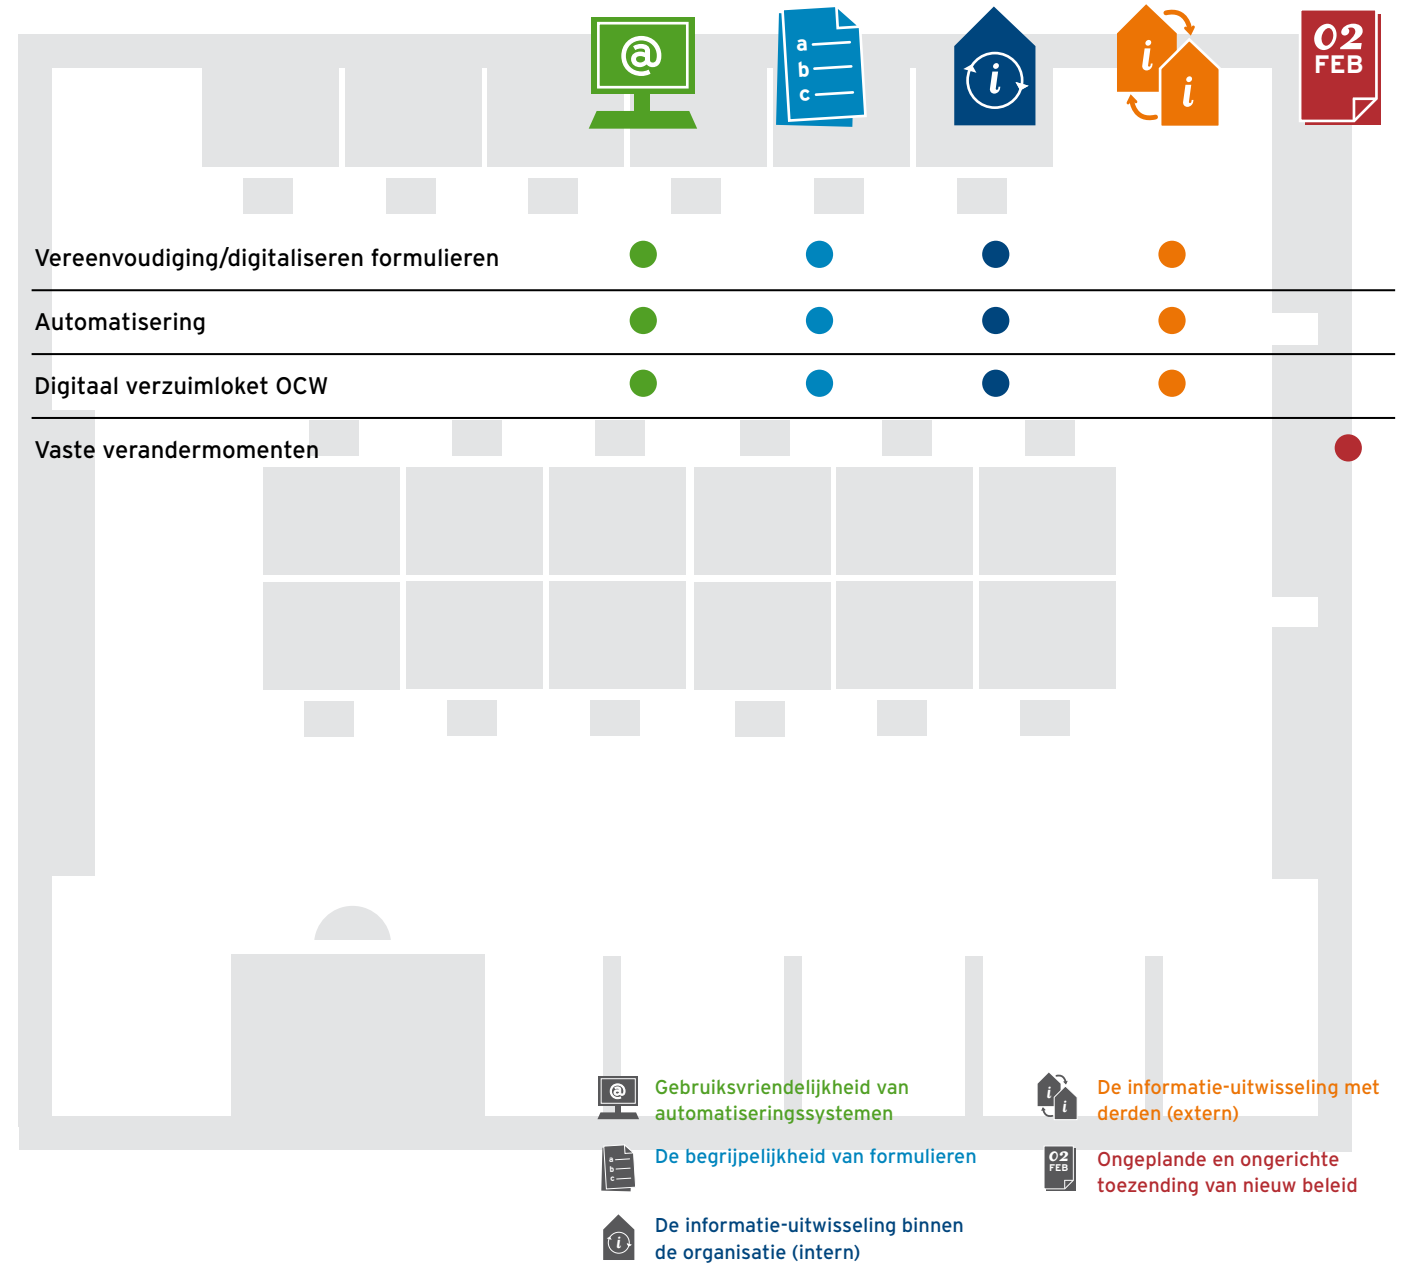 @
a
b
c
i
i
i
02
FEB
Vereenvoudiging/digitaliseren formulieren
Automatisering
Digitaal verzuimloket OCW
Vaste verandermomenten
@
Gebruiksvriendelijkheid van
automatiseringssystemen
a
b
c
De begrijpelijkheid van formulieren
i
De informatie-uitwisseling binnen
de organisatie (intern)
i
i
De informatie-uitwisseling met
derden (extern)
02
FEB
Ongeplande en ongerichte
toezending van nieuw beleid